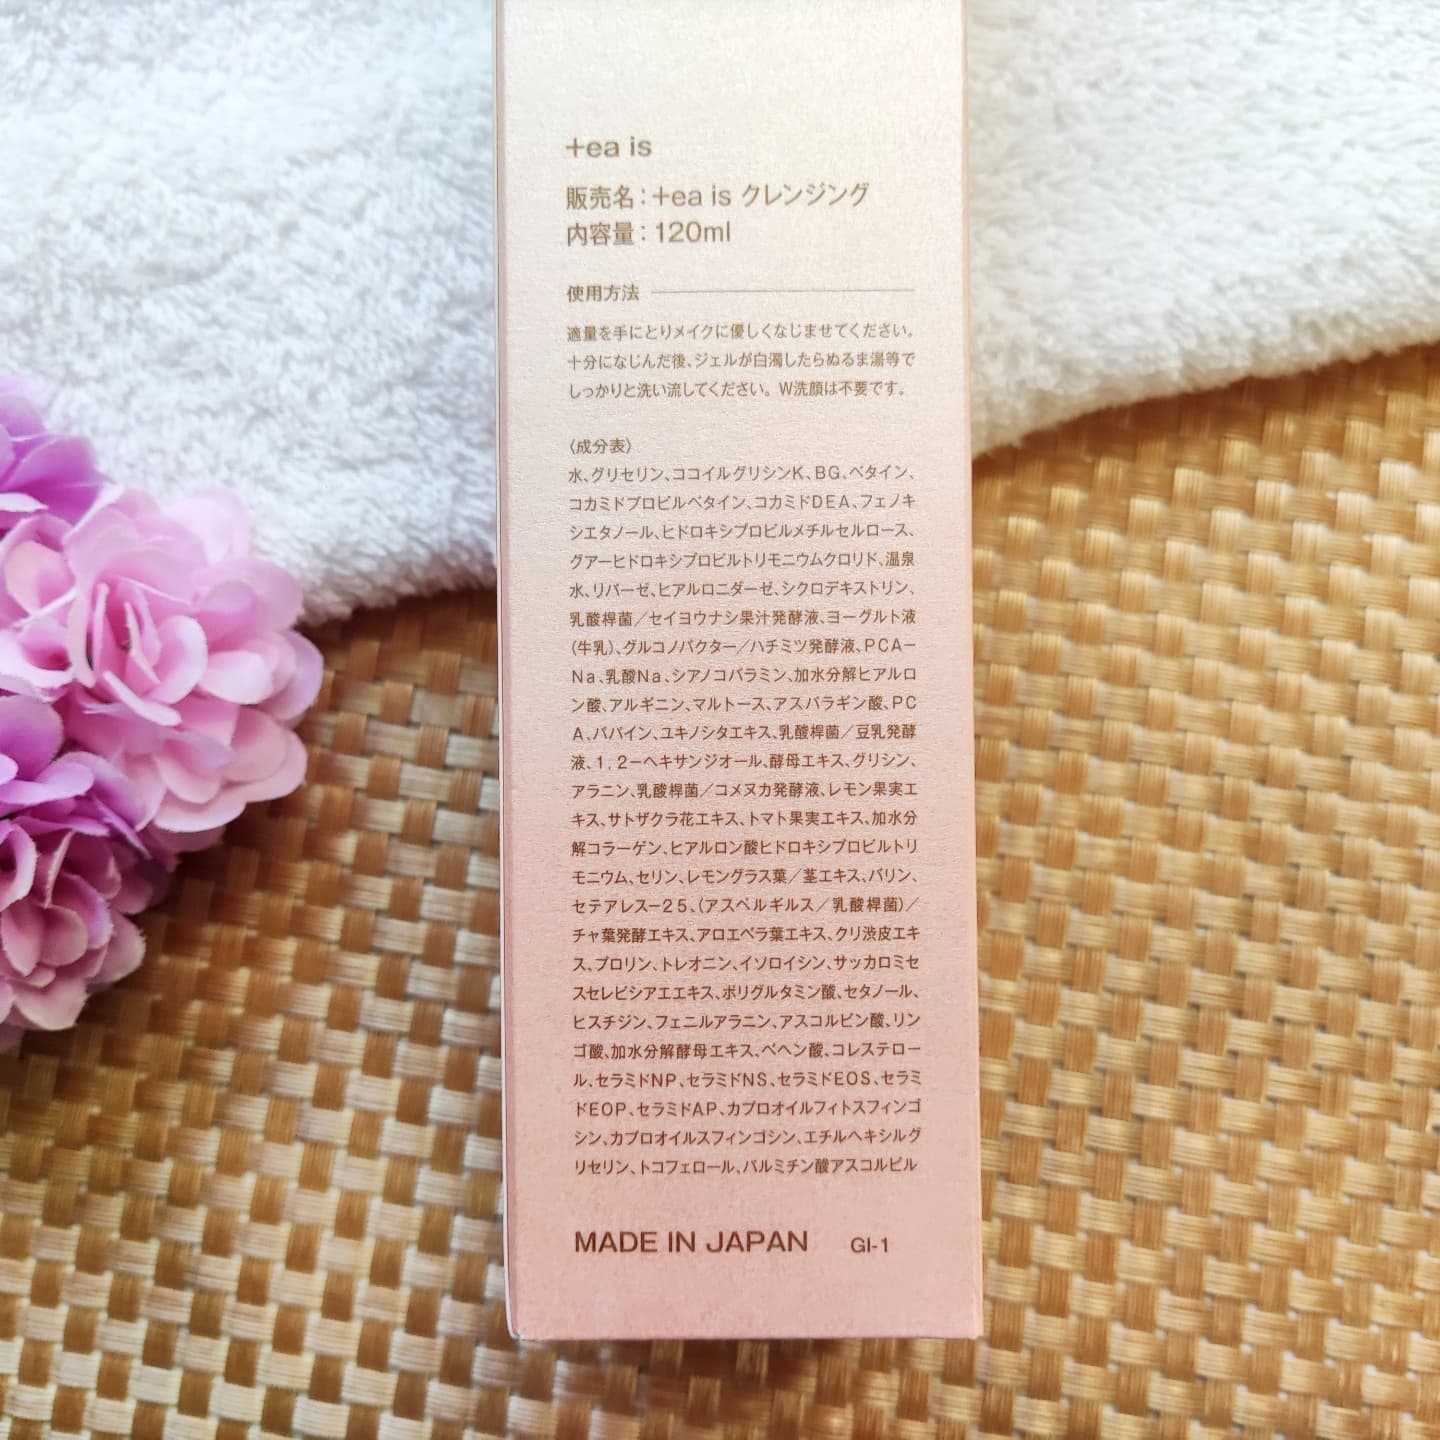 +ea is
販売名：+ea is クレンジング
内容量：120ml
使用方法
適量を手にとりメイクに優しくなじませてください。
十分になじんだ後、ジェルが白濁したらぬるま湯等で
しっかりと洗い流してください。W洗顔は不要です。
〈成分表〉
水、グリセリン、ココイルグリシンK、BG、ベタイン、
コカミドプロピルベタイン、コカミドDEA、フェノキ
シエタノール、ヒドロキシプロピルメチルセルロース、
グアーヒドロキシプロピルトリモニウムクロリド、温泉
水、リパーゼ、ヒアルロニダーゼ、シクロデキストリン、
乳酸桿菌／セイヨウナシ果汁発酵液、ヨーグルト液
(牛乳)、グルコノバクター／ハチミツ発酵液、PCA－
Na、乳酸Na、シアノコバラミン、加水分解ヒアルロ
ン酸、アルギニン、マルトース、アスパラギン酸、PC
A、パパイン、ユキノシタエキス、乳酸桿菌／豆乳発酵
液、1,2－ヘキサンジオール、酵母エキス、グリシン、
アラニン、乳酸桿菌／コメヌカ発酵液、レモン果実エ
キス、サトザクラ花エキス、トマト果実エキス、加水分
解コラーゲン、ヒアルロン酸ヒドロキシプロピルトリ
モニウム、セリン、レモングラス葉／茎エキス、バリン、
セテアレス－25、(アスペルギルス／乳酸桿菌)／
チャ葉発酵エキス、アロエベラ葉エキス、クリ渋皮エキ
ス、プロリン、トレオニン、イソロイシン、サッカロミセ
スセレビシアエエキス、ポリグルタミン酸、セタノール、
ヒスチジン、フェニルアラニン、アスコルビン酸、リン
ゴ酸、加水分解酵母エキス、ベヘン酸、コレステロー
ル、セラミドNP、セラミドNS、セラミドEOS、セラミ
ドEOP、セラミドAP、カプロオイルフィトスフィンゴ
シン、カプロオイルスフィンゴシン、エチルヘキシルグ
リセリン、トコフェロール、パルミチン酸アスコルビル
MADE IN JAPAN GI-1